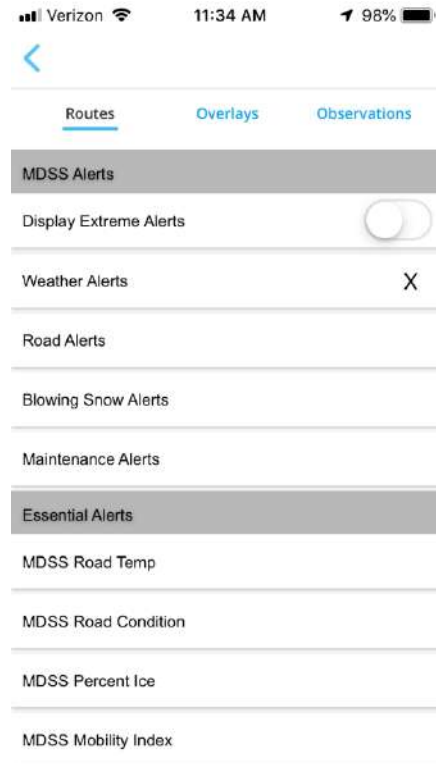 Verizon 11:34 AM 98%
Routes Overlays Observations
MDSS Alerts
Display Extreme Alerts
Weather Alerts X
Road Alerts
Blowing Snow Alerts
Maintenance Alerts
Essential Alerts
MDSS Road Temp
MDSS Road Condition
MDSS Percent Ice
MDSS Mobility Index